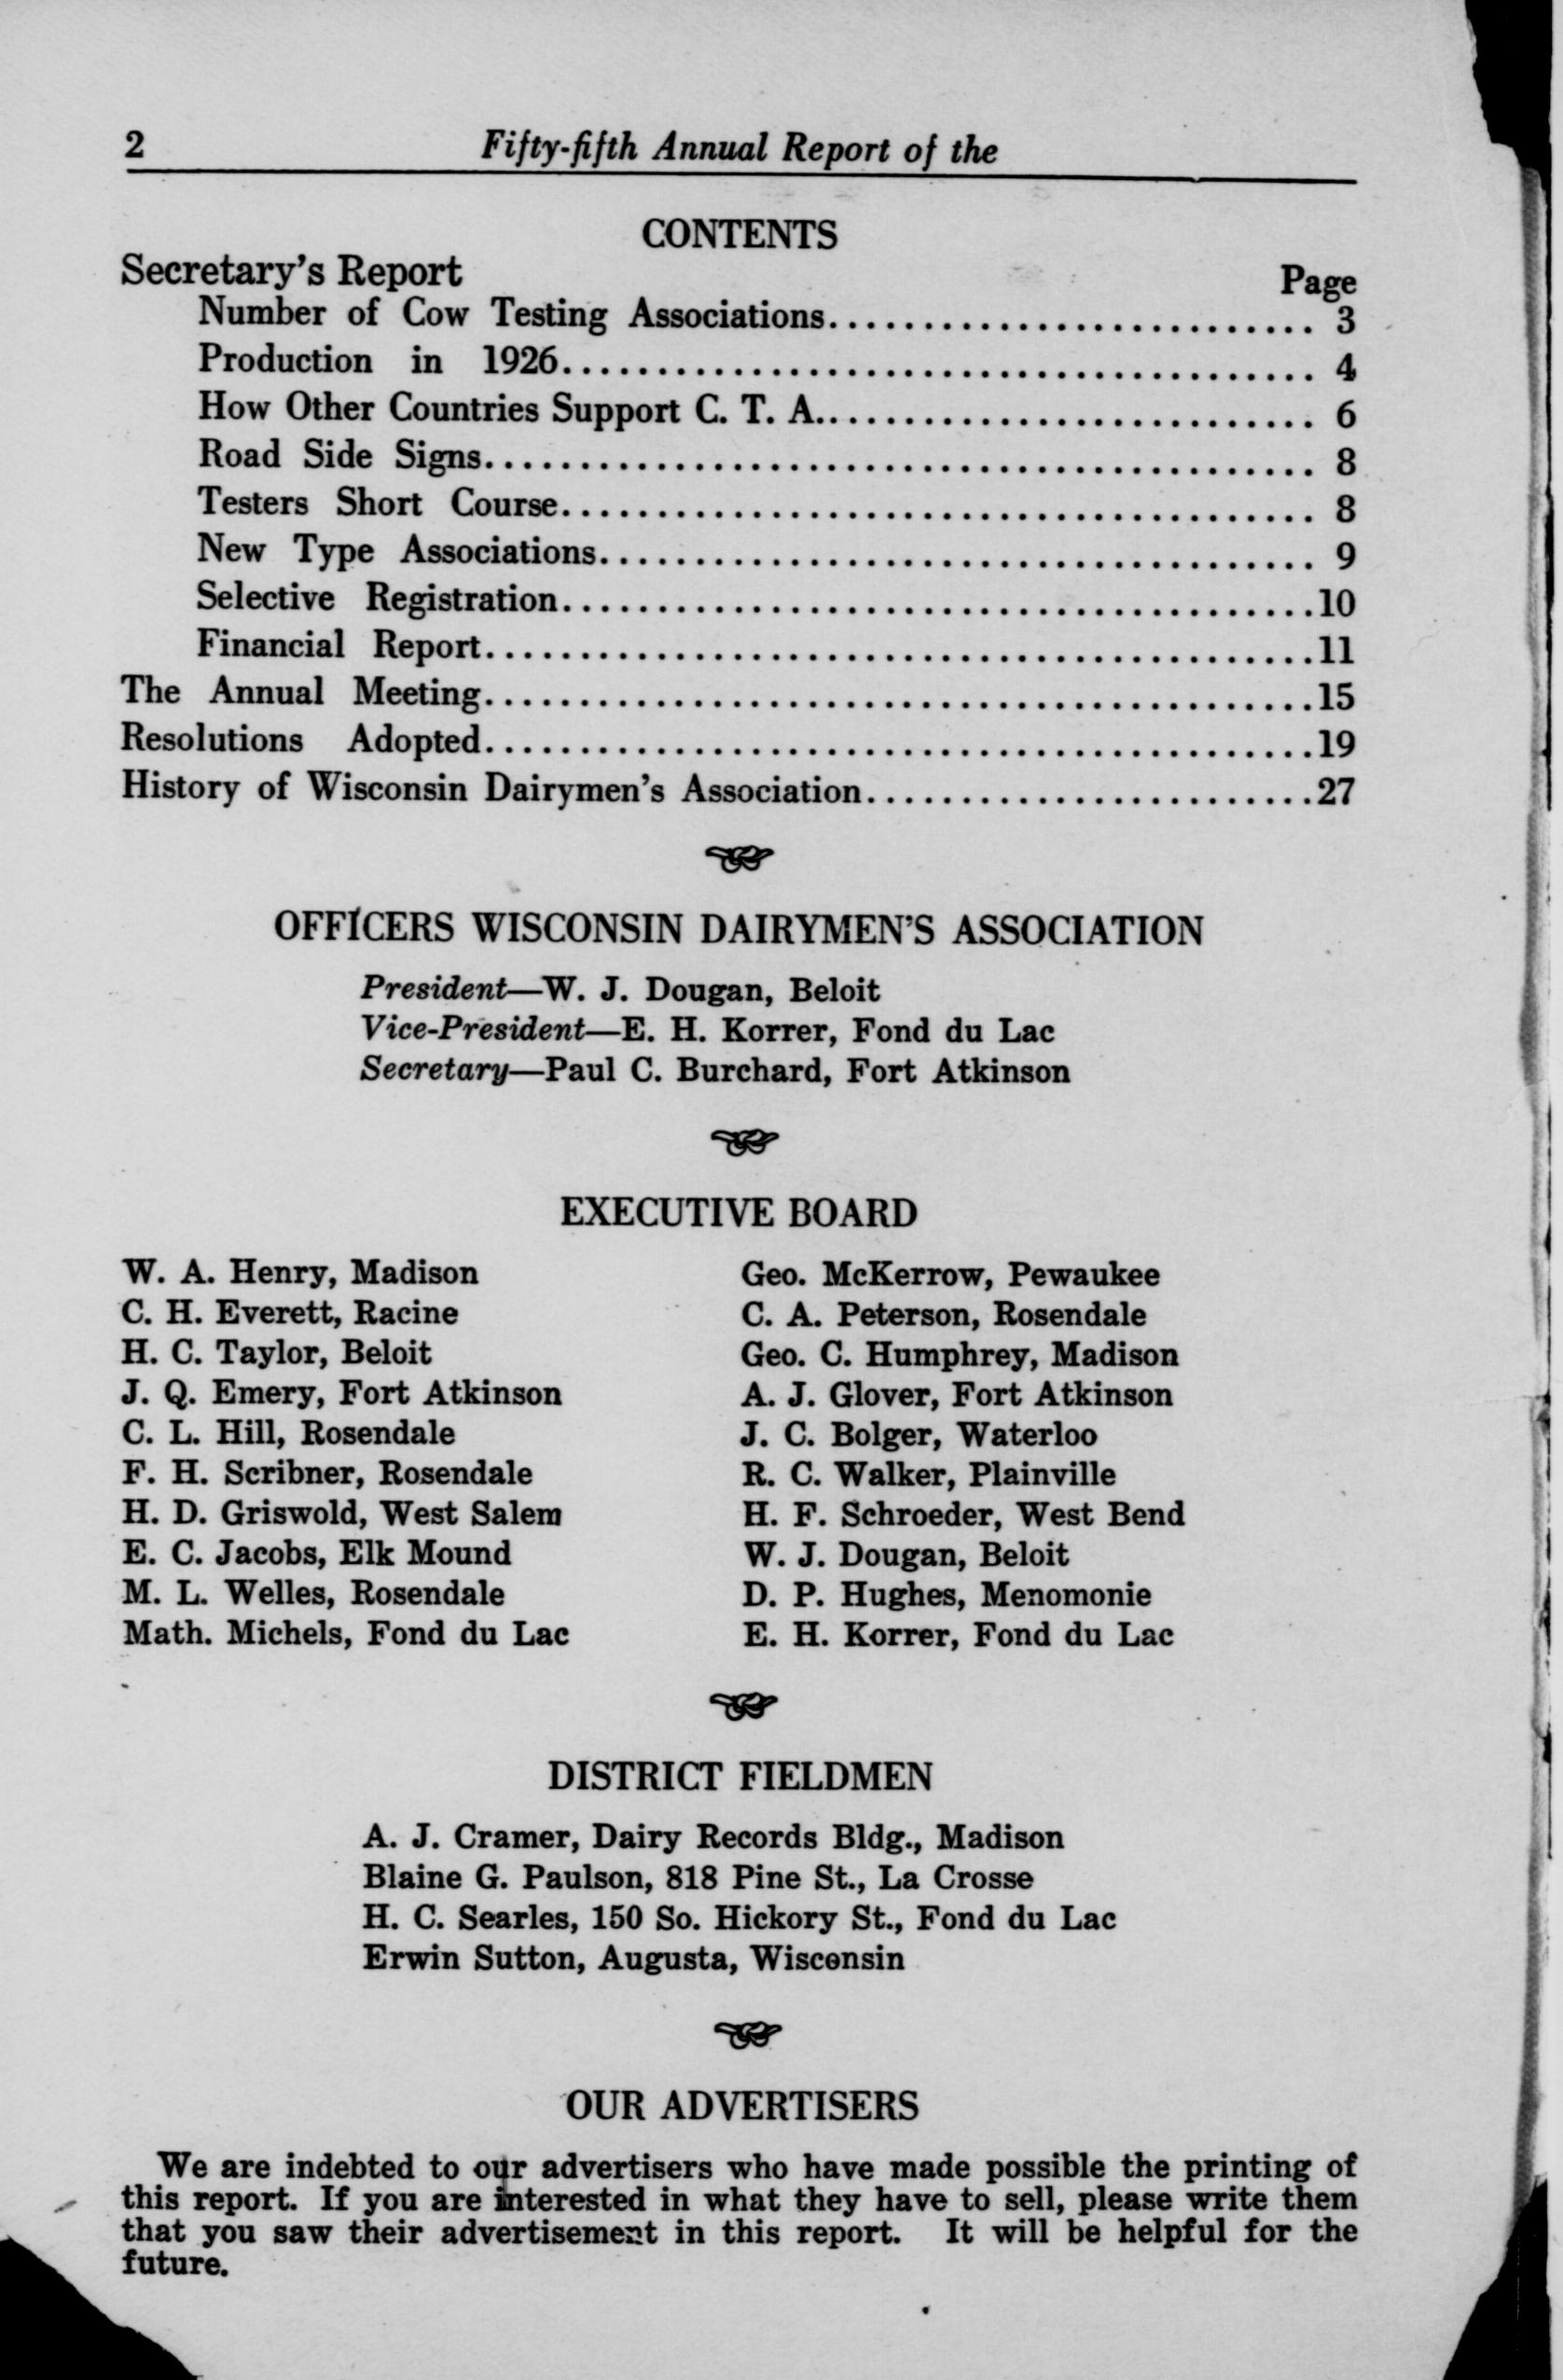 2
Fifty-fifth Annual Report of the
CONTENTS
Secretary's Report
Page
Number of Cow Testing Associations.......................... 3
Production in 1926........................................ 4
How Other Countries Support C. T. A........................... 6
Road Side Signs............................................ 8
Testers Short Course........................................ 8
New Type Associations...................................... 9
Selective Registration........................................10
Financial Report............................................11
The Annual Meeting............................................15
Resolutions Adopted............................................19
History of Wisconsin Dairymen's Association........................27
OFFICERS WISCONSIN DAIRYMEN'S ASSOCIATION
President—W. J. Dougan, Beloit
Vice-President—E. H. Korrer, Fond du Lac
Secretary—Paul C. Burchard, Fort Atkinson
EXECUTIVE BOARD
W. A. Henry, Madison
C. H. Everett, Racine
H. C. Taylor, Beloit
J. Q. Emery, Fort Atkinson
C. L. Hill, Rosendale
F. H. Scribner, Rosendale
H. D. Griswold, West Salem
E. C. Jacobs, Elk Mound
M. L. Welles, Rosendale
Math. Michels, Fond du Lac
Geo. McKerrow, Pewaukee
C. A. Peterson, Rosendale
Geo. C. Humphrey, Madison
A. J. Glover, Fort Atkinson
J. C. Bolger, Waterloo
R. C. Walker, Plainville
H. F. Schroeder, West Bend
W. J. Dougan, Beloit
D. P. Hughes, Menomonie
E. H. Korrer, Fond du Lac
DISTRICT FIELDMEN
A. J. Cramer, Dairy Records Bldg., Madison
Blaine G. Paulson, 818 Pine St., La Crosse
H. C. Searles, 150 So. Hickory St., Fond du Lac
Erwin Sutton, Augusta, Wisconsin
OUR ADVERTISERS
We are indebted to our advertisers who have made possible the printing of
this report. If you are interested in what they have to sell, please write them
that you saw their advertisement in this report. It will be helpful for the
future.